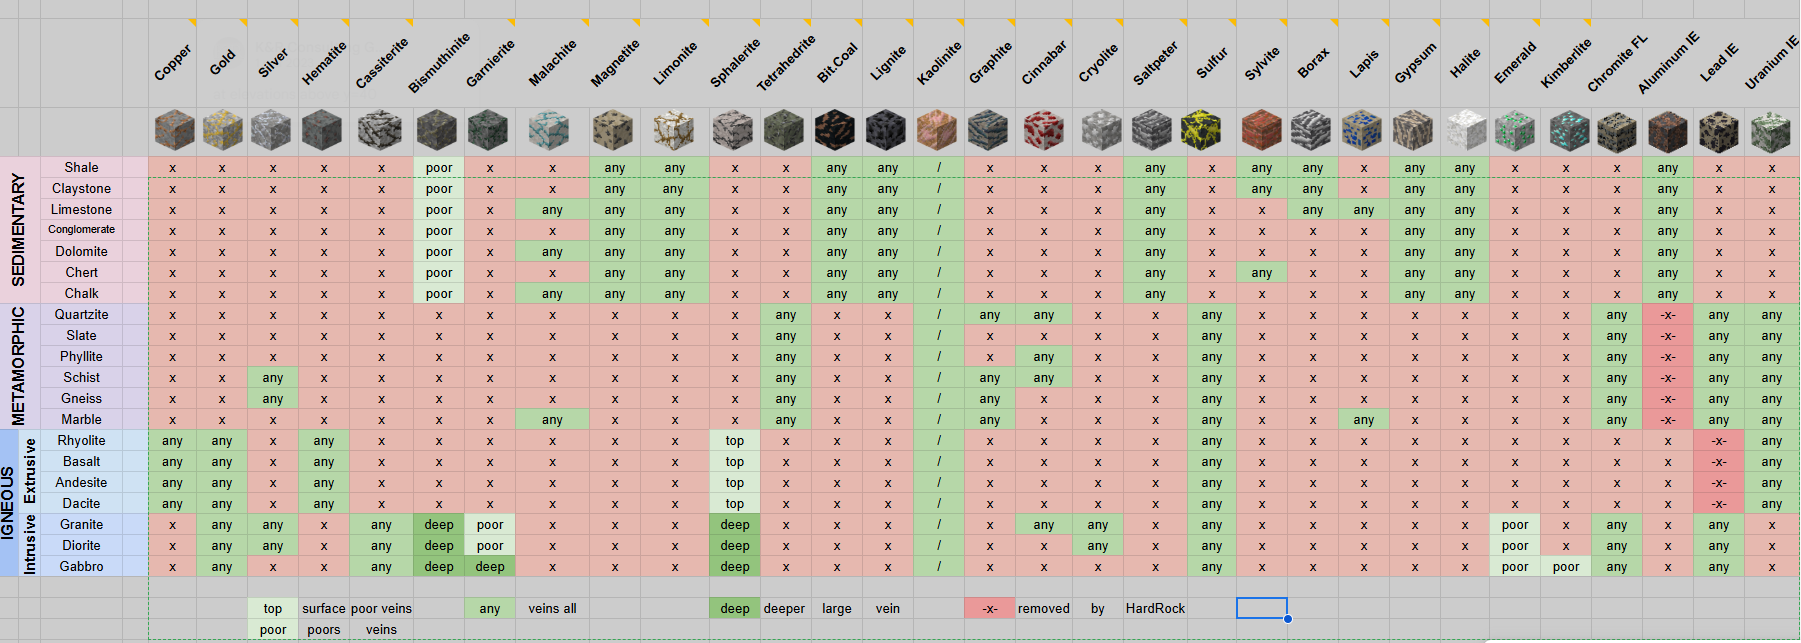 Copper Gold Silver Hematite Cassiterite Bismuthinite Garnierite Malachite Magnetite Limonite Sphalerite Tetrahedrite Bit.Coal Lignite Kaolinite Graphite Cinnabar Cryolite Saltpeter Sulfur Sylvite Borax Lapis Gypsum Halite Emerald Kimberlite Chromite FL Aluminum IE Lead IE Uranium IE
SEDIMENTARY
Shale x x x x x poor x x any any x x any any / x x x any x any any x any any x x x any x x
Claystone x x x x x poor x x any any x x any any / x x x any x any any x any any x x x any x x
Limestone x x x x x poor x any any any x x any any / x x x any x x any any any any x x x any x x
Conglomerate x x x x x poor x x any any x x any any / x x x any x x x x any any x x x any x x
Dolomite x x x x x poor x any any any x x any any / x x x any x x x x any any x x x any x x
Chert x x x x x poor x x any any x x any any / x x x any x any x x any any x x x any x x
Chalk x x x x x poor x any any any x x any any / x x x any x x x x any any x x x any x x
METAMORPHIC
Quartzite x x x x x x x x x x x any x x / any any x x any x x x x x x x any -x- any any
Slate x x x x x x x x x x x any x x / x x x x any x x x x x x x any -x- any any
Phyllite x x x x x x x x x x x any x x / x any x x any x x x x x x x any -x- any any
Schist x x any x x x x x x x x any x x / any any x x any x x x x x x x any -x- any any
Gneiss x x any x x x x x x x x any x x / any x x x any x x x x x x x any -x- any any
Marble x x x x x x x any x x x any x x / any x x x any x x any x x x x any -x- any any
IGNEOUS
Extrusive
Rhyolite any any x any x x x x x x top x x x / x x x x any x x x x x x x x x -x- any
Basalt any any x any x x x x x x top x x x / x x x x any x x x x x x x x x -x- any
Andesite any any x any x x x x x x top x x x / x x x x any x x x x x x x x x -x- any
Dacite any any x any x x x x x x top x x x / x x x x any x x x x x x x x x -x- any
Intrusive
Granite x any any x any deep poor x x x deep x x x / x any any x any x x x x x poor x any x any x
Diorite x any any x any deep poor x x x deep x x x / x x any x any x x x x x poor x any x any x
Gabbro x any x x any deep deep x x x deep x x x / x x x x any x x x x x poor poor any x any x
top surface poor veins any veins all deep deeper large vein -x- removed by HardRock
poor poors veins